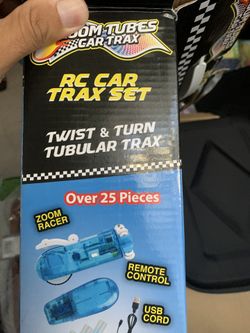 ZOOM TUBES
CAR TRAX
RC CAR
TRAX SET
TWIST & TURN
TUBULAR TRAX
Over 25 Pieces
ZOOM
RACER
REMOTE
CONTROL
USB
CORD